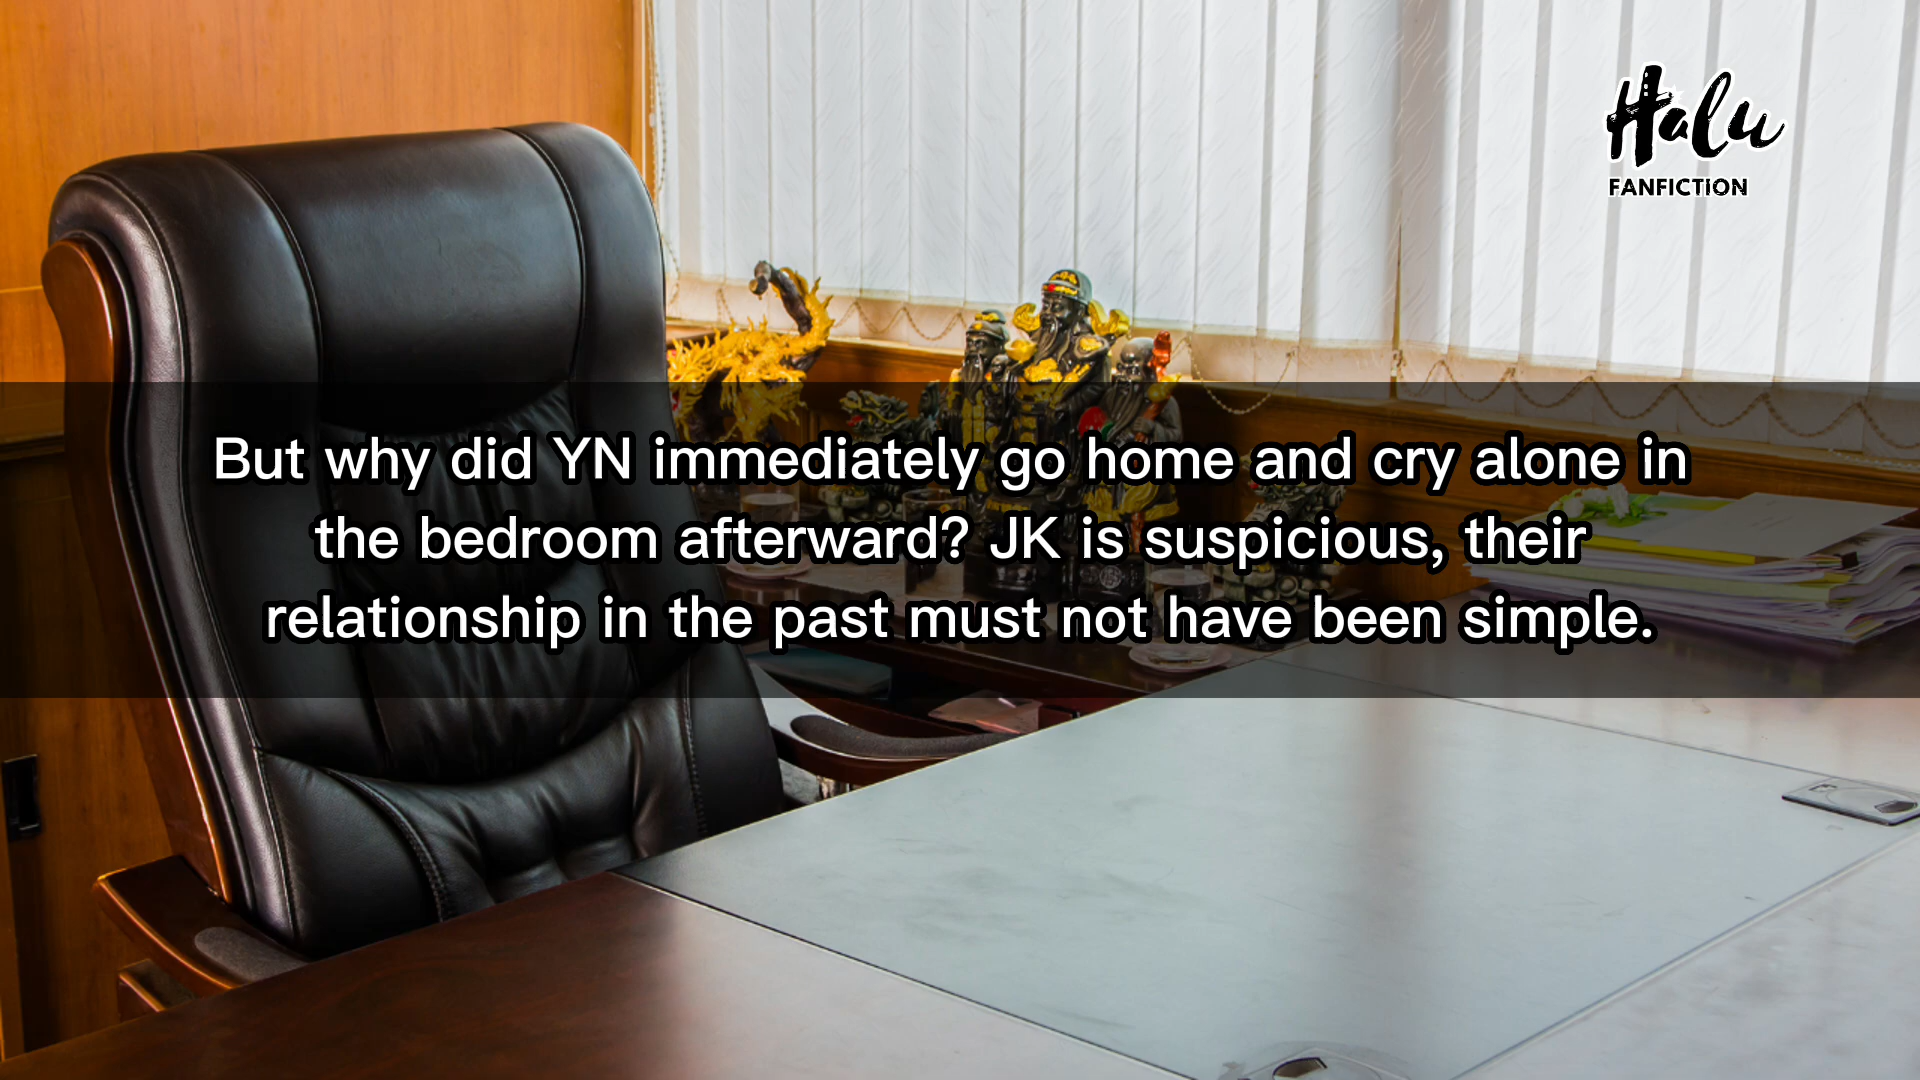 Halu
FANFICTION
But why did YN immediately go home and cry alone in
the bedroom afterward? JK is suspicious, their
relationship in the past must not have been simple.